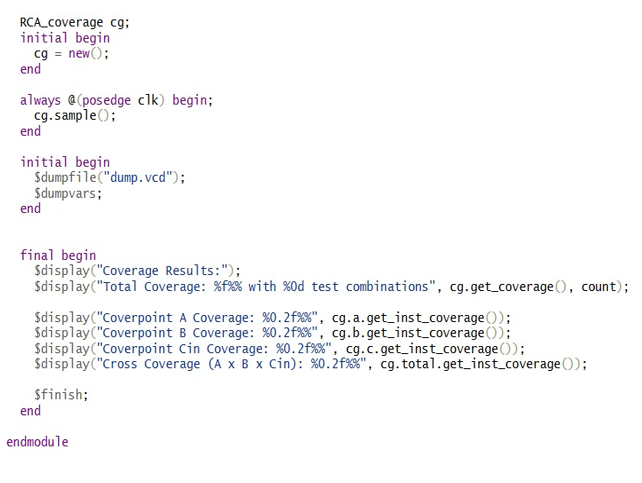 RCA_coverage cg;
initial begin
cg = new();
end
always @(posedge clk) begin;
cg.sample();
end
initial begin
$dumpfile("dump.vcd");
$dumpvars;
end
final begin
$display("Coverage Results:");
$display("Total Coverage: %f%% with %0d test combinations", cg.get_coverage(), count);
$display("Coverpoint A Coverage: %0.2f%%", cg.a.get_inst_coverage());
$display("Coverpoint B Coverage: %0.2f%%", cg.b.get_inst_coverage());
$display("Coverpoint Cin Coverage: %0.2f%%", cg.c.get_inst_coverage());
$display("Cross Coverage (A x B x Cin): %0.2f%%", cg.total.get_inst_coverage());
$finish;
end
endmodule